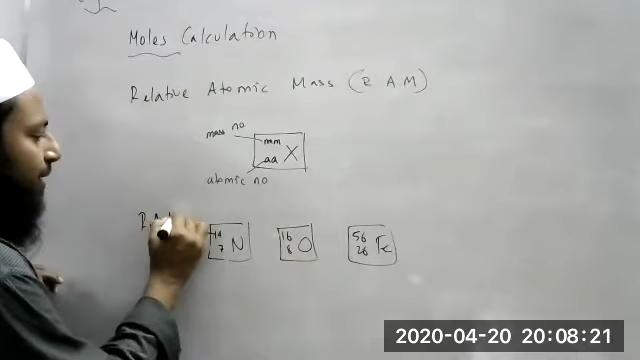 Moles Calculation
Relative Atomic Mass (R A M)
mass no
mm
aa X
atomic no
14
7 N
16
8 O
56
26 Fe
2020-04-20 20:08:21